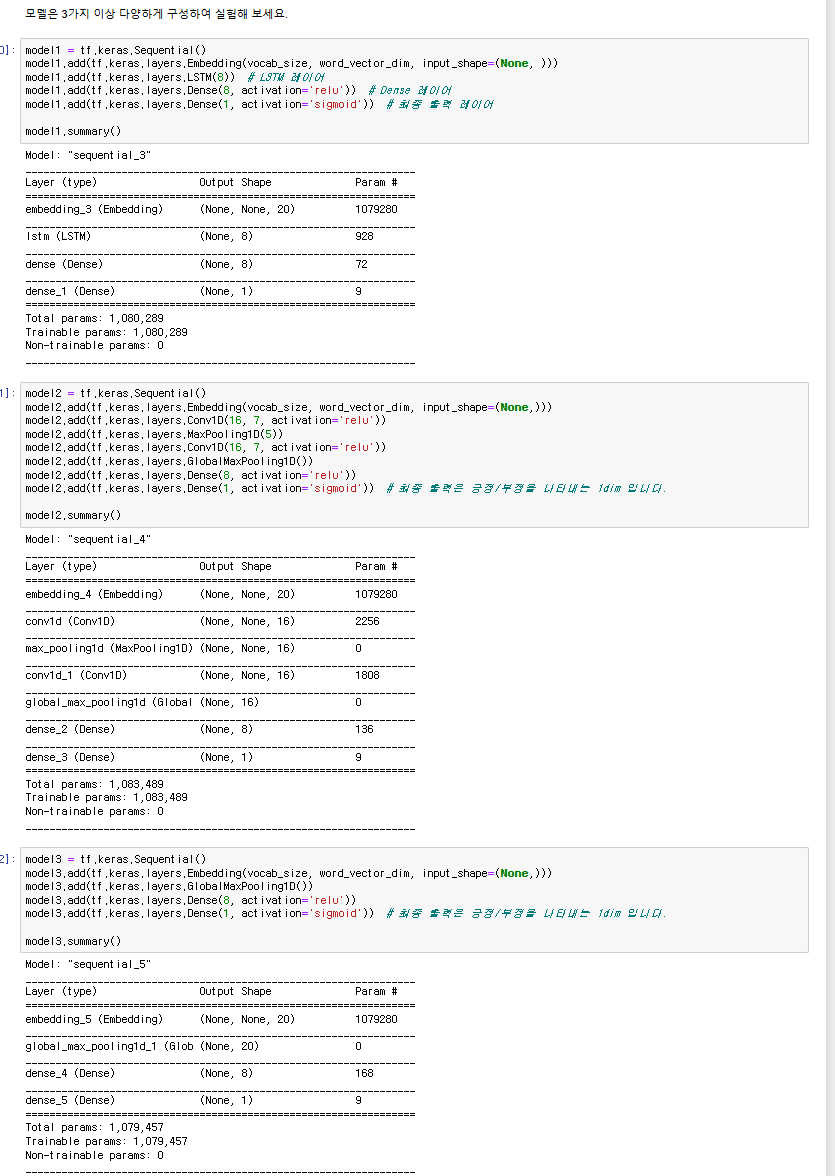 모델은 3가지 이상 다양하게 구성하여 실험해 보세요.
0]:
model1 = tf.keras.Sequential()
model1.add(tf.keras.layers.Embedding(vocab_size, word_vector_dim, input_shape=(None, )))
model1.add(tf.keras.layers.LSTM(8))  # LSTM 레이어
model1.add(tf.keras.layers.Dense(8, activation='relu'))  # Dense 레이어
model1.add(tf.keras.layers.Dense(1, activation='sigmoid'))  # 최종 출력 레이어
model1.summary()
Model: "sequential_3"
Layer (type) Output Shape Param #
embedding_3 (Embedding) (None, None, 20) 1079280
lstm (LSTM) (None, 8) 928
dense (Dense) (None, 8) 72
dense_1 (Dense) (None, 1) 9
Total params: 1,080,289
Trainable params: 1,080,289
Non-trainable params: 0
1]:
model2 = tf.keras.Sequential()
model2.add(tf.keras.layers.Embedding(vocab_size, word_vector_dim, input_shape=(None,)))
model2.add(tf.keras.layers.Conv1D(16, 7, activation='relu'))
model2.add(tf.keras.layers.MaxPooling1D(5))
model2.add(tf.keras.layers.Conv1D(16, 7, activation='relu'))
model2.add(tf.keras.layers.GlobalMaxPooling1D())
model2.add(tf.keras.layers.Dense(8, activation='relu'))
model2.add(tf.keras.layers.Dense(1, activation='sigmoid'))  # 최종 출력은 긍정/부정을 나타내는 1dim 입니다.
model2.summary()
Model: "sequential_4"
Layer (type) Output Shape Param #
embedding_4 (Embedding) (None, None, 20) 1079280
conv1d (Conv1D) (None, None, 16) 2256
max_pooling1d (MaxPooling1D) (None, None, 16) 0
conv1d_1 (Conv1D) (None, None, 16) 1808
global_max_pooling1d (Global (None, 16) 0
dense_2 (Dense) (None, 8) 136
dense_3 (Dense) (None, 1) 9
Total params: 1,083,489
Trainable params: 1,083,489
Non-trainable params: 0
2]:
model3 = tf.keras.Sequential()
model3.add(tf.keras.layers.Embedding(vocab_size, word_vector_dim, input_shape=(None,)))
model3.add(tf.keras.layers.GlobalMaxPooling1D())
model3.add(tf.keras.layers.Dense(8, activation='relu'))
model3.add(tf.keras.layers.Dense(1, activation='sigmoid'))  # 최종 출력은 긍정/부정을 나타내는 1dim 입니다.
model3.summary()
Model: "sequential_5"
Layer (type) Output Shape Param #
embedding_5 (Embedding) (None, None, 20) 1079280
global_max_pooling1d_1 (Glob (None, 20) 0
dense_4 (Dense) (None, 8) 168
dense_5 (Dense) (None, 1) 9
Total params: 1,079,457
Trainable params: 1,079,457
Non-trainable params: 0